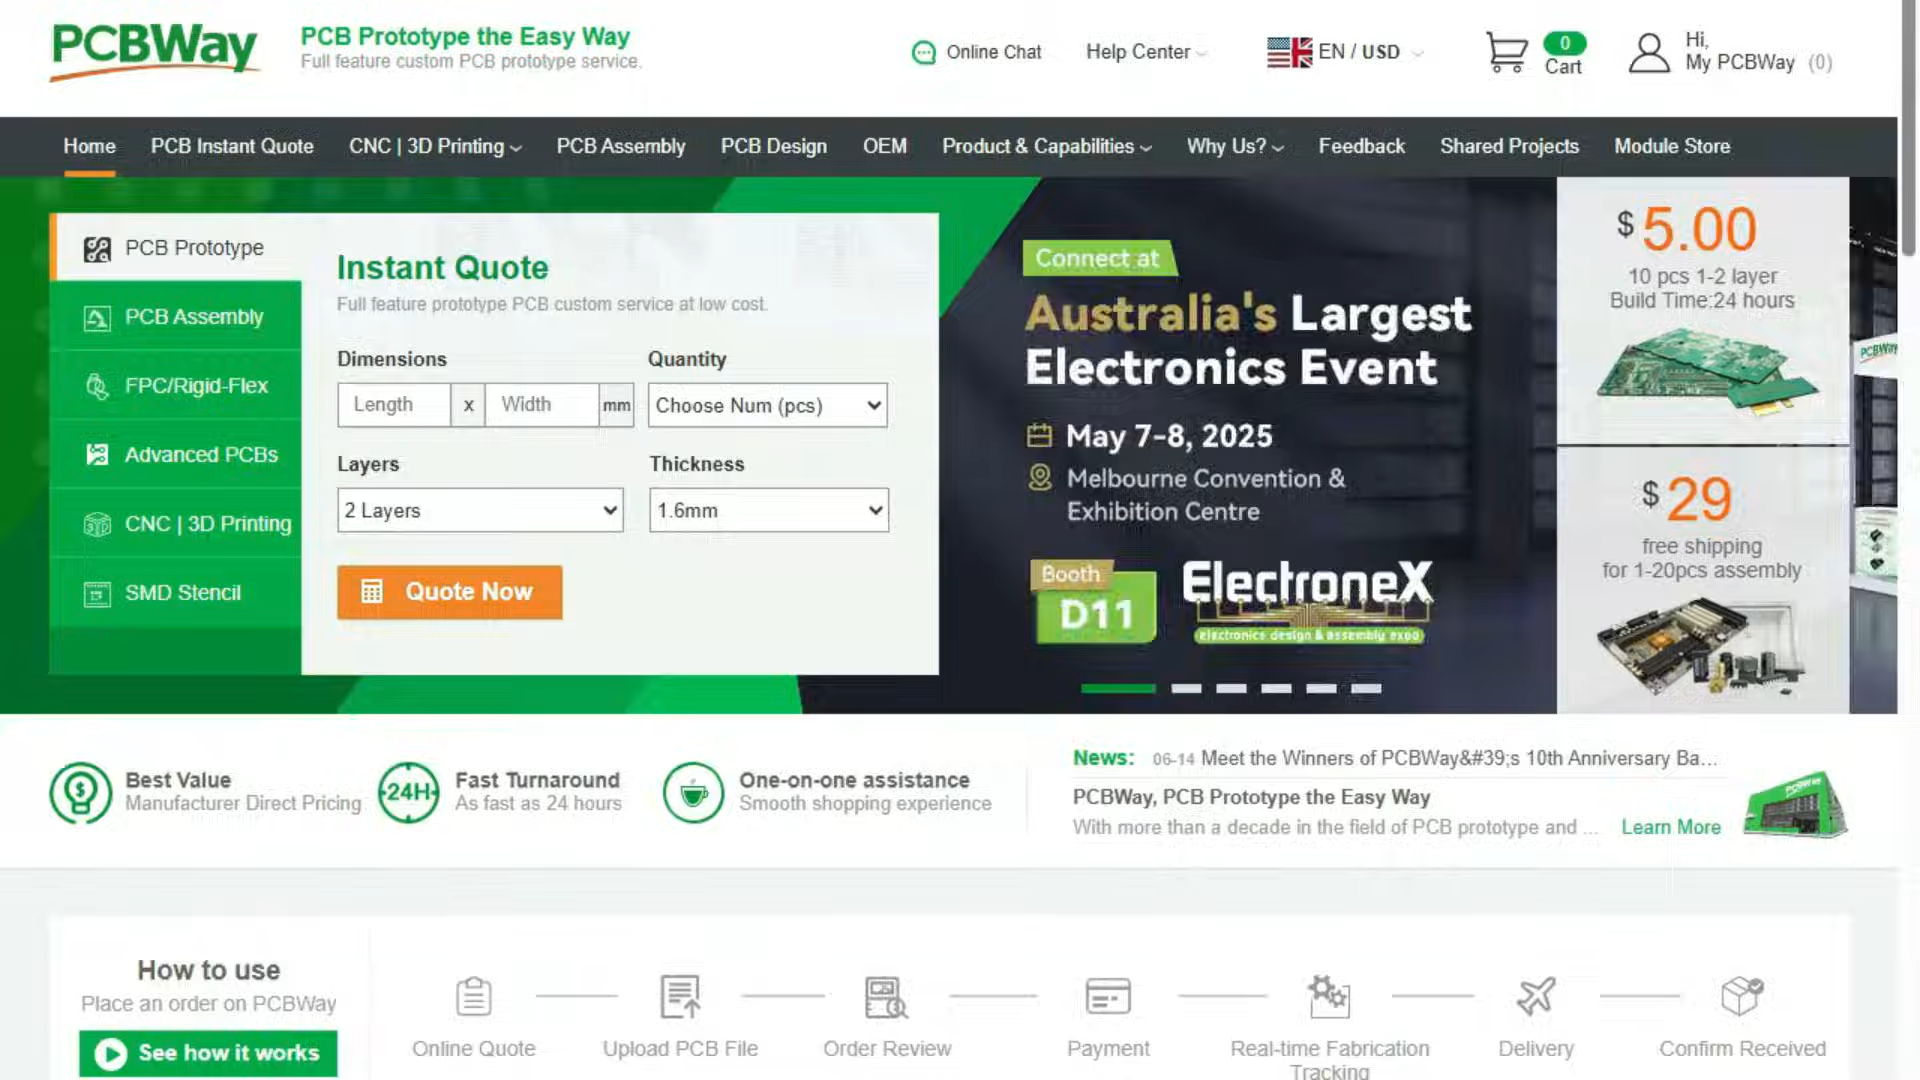 PCBWay
PCB Prototype the Easy Way
Full feature custom PCB prototype service.
Online Chat
Help Center
EN / USD
0
Cart
Hi,
My PCBWay (0)
Home
PCB Instant Quote
CNC | 3D Printing
PCB Assembly
PCB Design
OEM
Product & Capabilities
Why Us?
Feedback
Shared Projects
Module Store
PCB Prototype
PCB Assembly
FPC/Rigid-Flex
Advanced PCBs
CNC | 3D Printing
SMD Stencil
Instant Quote
Full feature prototype PCB custom service at low cost.
Dimensions
Quantity
Length x Width mm
Choose Num (pcs)
Layers
Thickness
2 Layers
1.6mm
Quote Now
Connect at
Australia's Largest
Electronics Event
May 7-8, 2025
Melbourne Convention &
Exhibition Centre
Booth
D11
ElectroneX
electronics design & assembly expo
$ 5.00
10 pcs 1-2 layer
Build Time:24 hours
$ 29
free shipping
for 1-20pcs assembly
PCBWay
Best Value
Manufacturer Direct Pricing
24H
Fast Turnaround
As fast as 24 hours
One-on-one assistance
Smooth shopping experience
News: 06-14 Meet the Winners of PCBWay&#39;s 10th Anniversary Ba...
PCBWay, PCB Prototype the Easy Way
With more than a decade in the field of PCB prototype and ... Learn More
PCBWay
How to use
Place an order on PCBWay
See how it works
Online Quote
Upload PCB File
Order Review
Payment
Real-time Fabrication
Tracking
Delivery
Confirm Received